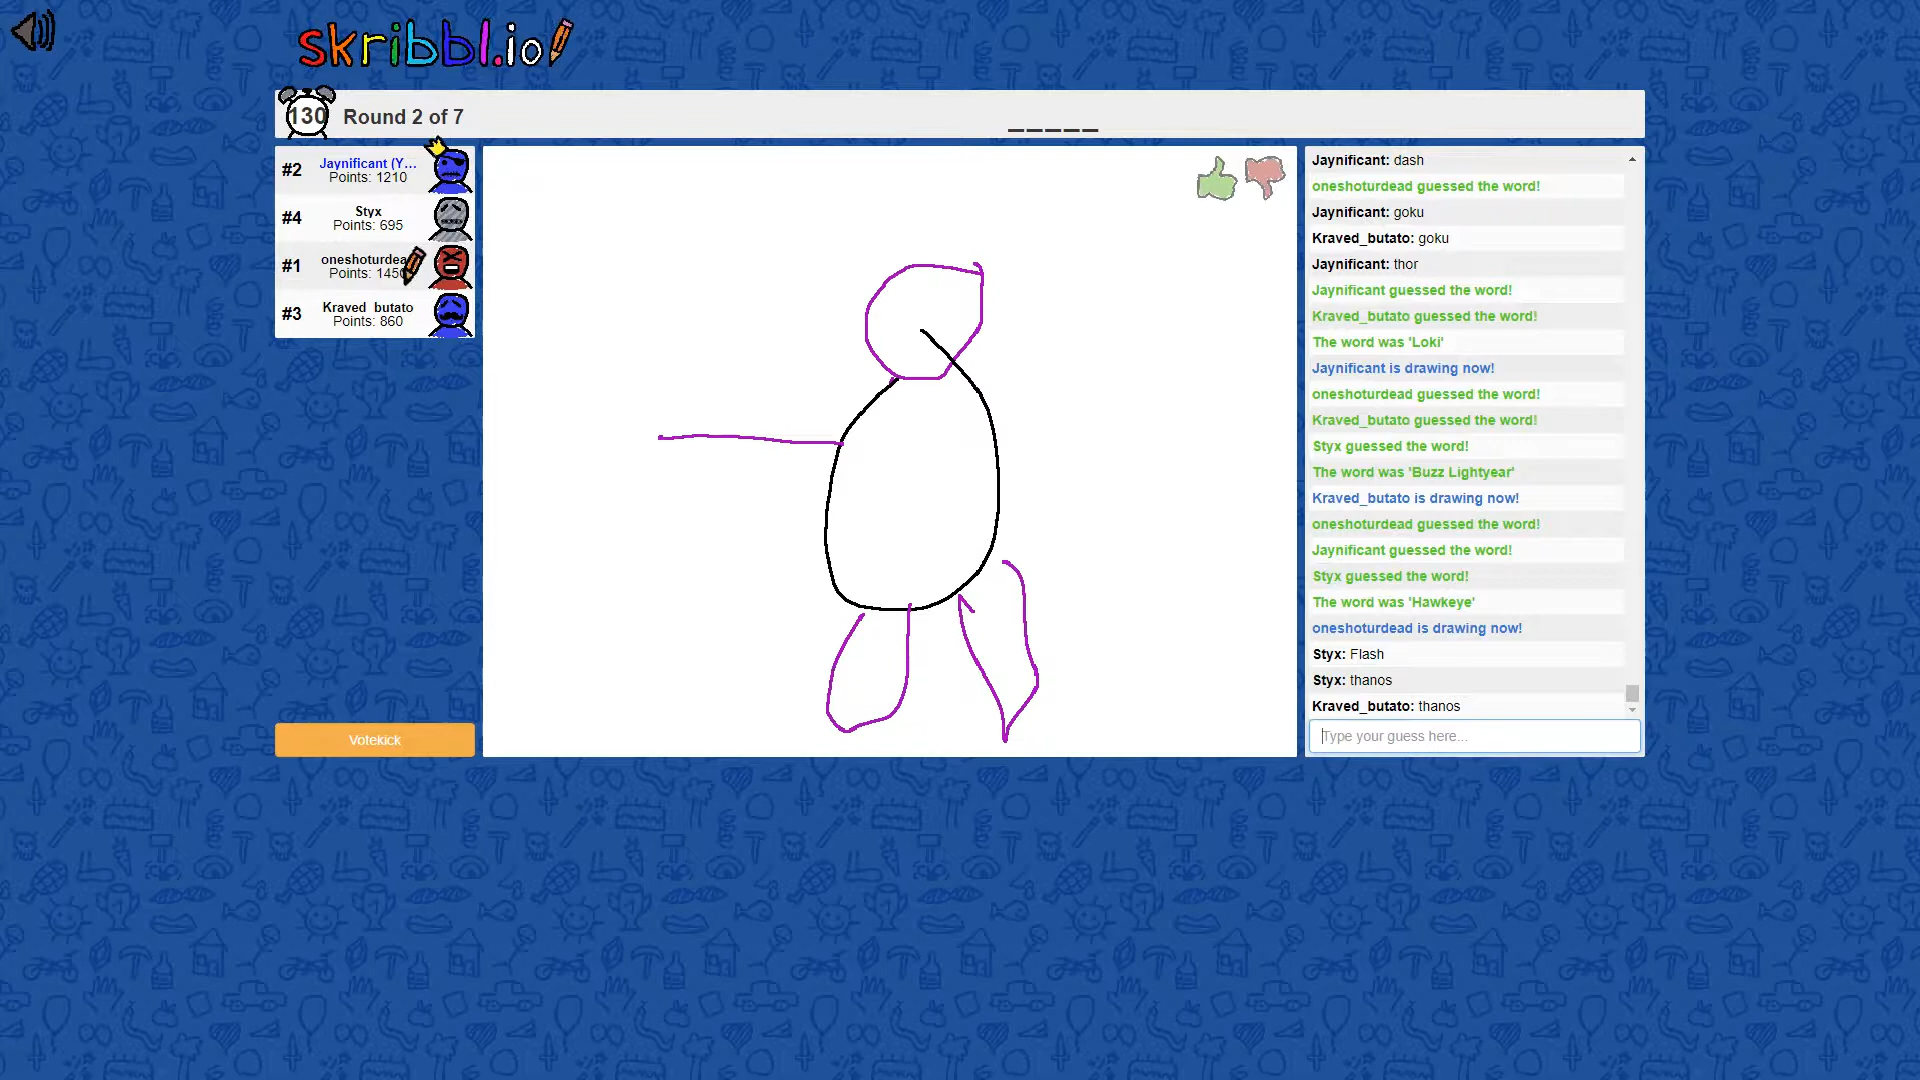 skribbl.io
130
Round 2 of 7
_____
#2
Jaynificant (Y...
Points: 1210
#4
Styx
Points: 695
#1
oneshoturdea
Points: 1450
#3
Kraved_butato
Points: 860
Votekick
Jaynificant: dash
oneshoturdead guessed the word!
Jaynificant: goku
Kraved_butato: goku
Jaynificant: thor
Jaynificant guessed the word!
Kraved_butato guessed the word!
The word was 'Loki'
Jaynificant is drawing now!
oneshoturdead guessed the word!
Kraved_butato guessed the word!
Styx guessed the word!
The word was 'Buzz Lightyear'
Kraved_butato is drawing now!
oneshoturdead guessed the word!
Jaynificant guessed the word!
Styx guessed the word!
The word was 'Hawkeye'
oneshoturdead is drawing now!
Styx: Flash
Styx: thanos
Kraved_butato: thanos
Type your guess here...